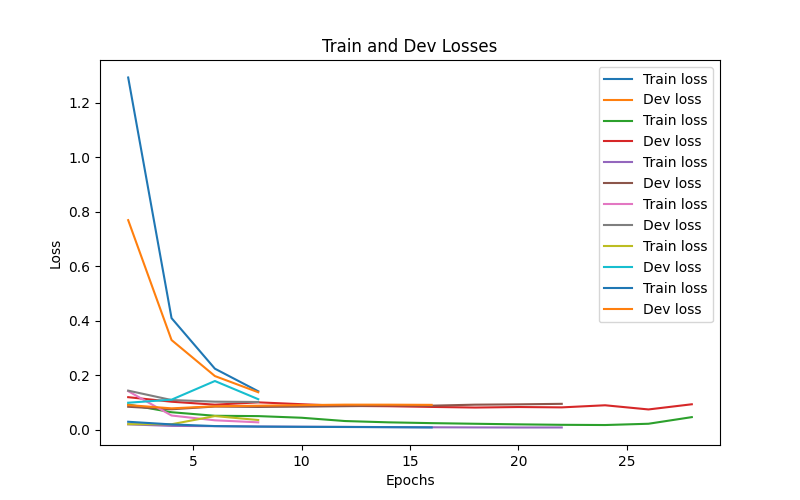 Train and Dev Losses
Loss
1.2
1.0
0.8
0.6
0.4
0.2
0.0
Train loss
Dev loss
Train loss
Dev loss
Train loss
Dev loss
Train loss
Dev loss
Train loss
Dev loss
Train loss
Dev loss
5 10 15 20 25
Epochs